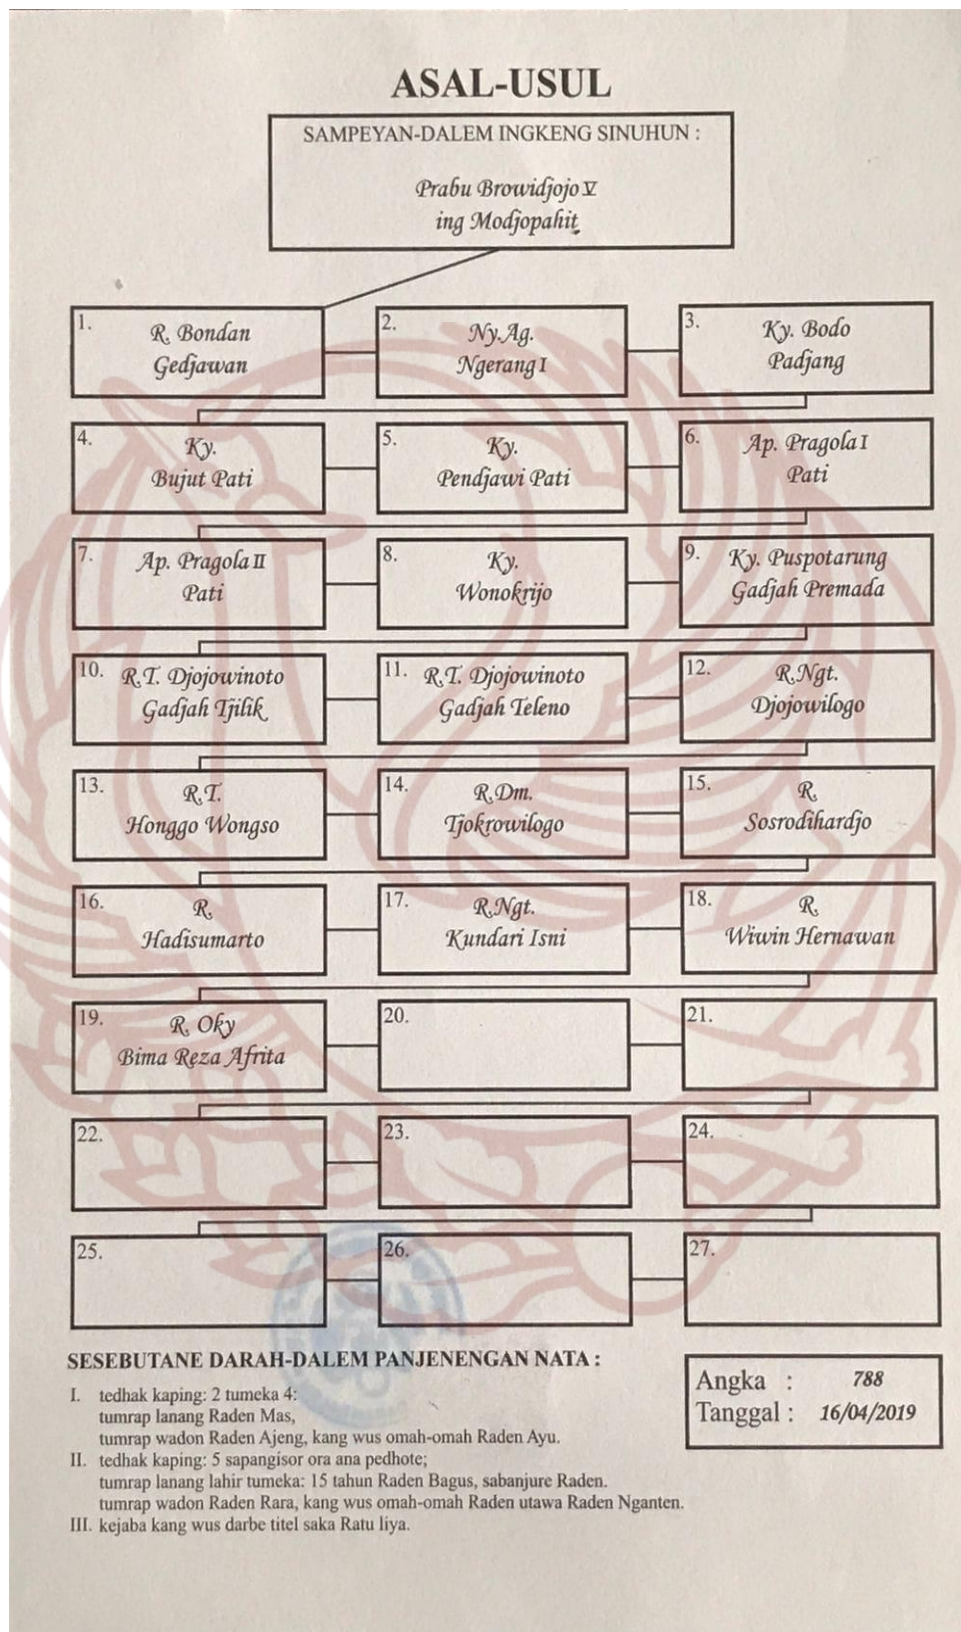 ASAL-USUL
SAMPEYAN-DALEM INGKENG SINUHUN :
Prabu Browidjojo V
ing Modjopahit
1.
R. Bondan
Gedjawan
2.
Ny.Ag.
Ngerang I
3.
Ky. Bodo
Padjang
4.
Ky.
Bujut Pati
5.
Ky.
Pendjawi Pati
6.
Ap. Pragola I
Pati
7.
Ap. Pragola II
Pati
8.
Ky.
Wonokrijo
9.
Ky. Puspotarung
Gadjah Premada
10.
R.T. Djojowinoto
Gadjah Tjilik
11.
R.T. Djojowinoto
Gadjah Teleno
12.
R.Ngt.
Djojowilogo
13.
R.T.
Honggo Wongso
14.
R.Dm.
Tjokrowilogo
15.
R.
Sosrodihardjo
16.
R.
Hadisumarto
17.
R.Ngt.
Kundari Isni
18.
R.
Wiwin Hernawan
19.
R. Oky
Bima Reza Afrita
20.
21.
22.
23.
24.
25.
26.
27.
SESEBUTANE DARAH-DALEM PANJENENGAN NATA :
I. tedhak kaping: 2 tumeka 4:
tumrap lanang Raden Mas,
tumrap wadon Raden Ajeng, kang wus omah-omah Raden Ayu.
II. tedhak kaping: 5 sapangisor ora ana pedhote;
tumrap lanang lahir tumeka: 15 tahun Raden Bagus, sabanjure Raden.
tumrap wadon Raden Rara, kang wus omah-omah Raden utawa Raden Nganten.
III. kejaba kang wus darbe titel saka Ratu liya.
Angka : 788
Tanggal : 16/04/2019